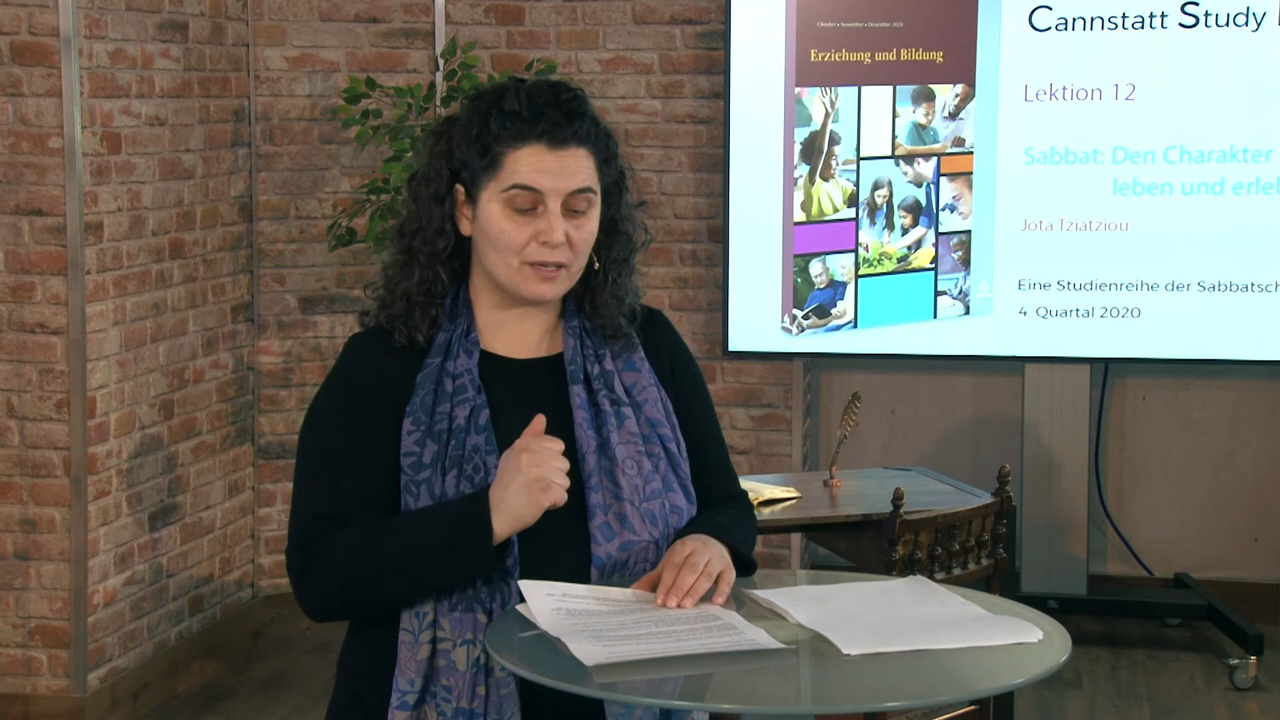 Oktober • November • Dezember 2020
Erziehung und Bildung
Cannstatt Study
Lektion 12
Sabbat: Den Charakter
leben und erle
Jota Tziatziou
Eine Studienreihe der Sabbatsch
4. Quartal 2020